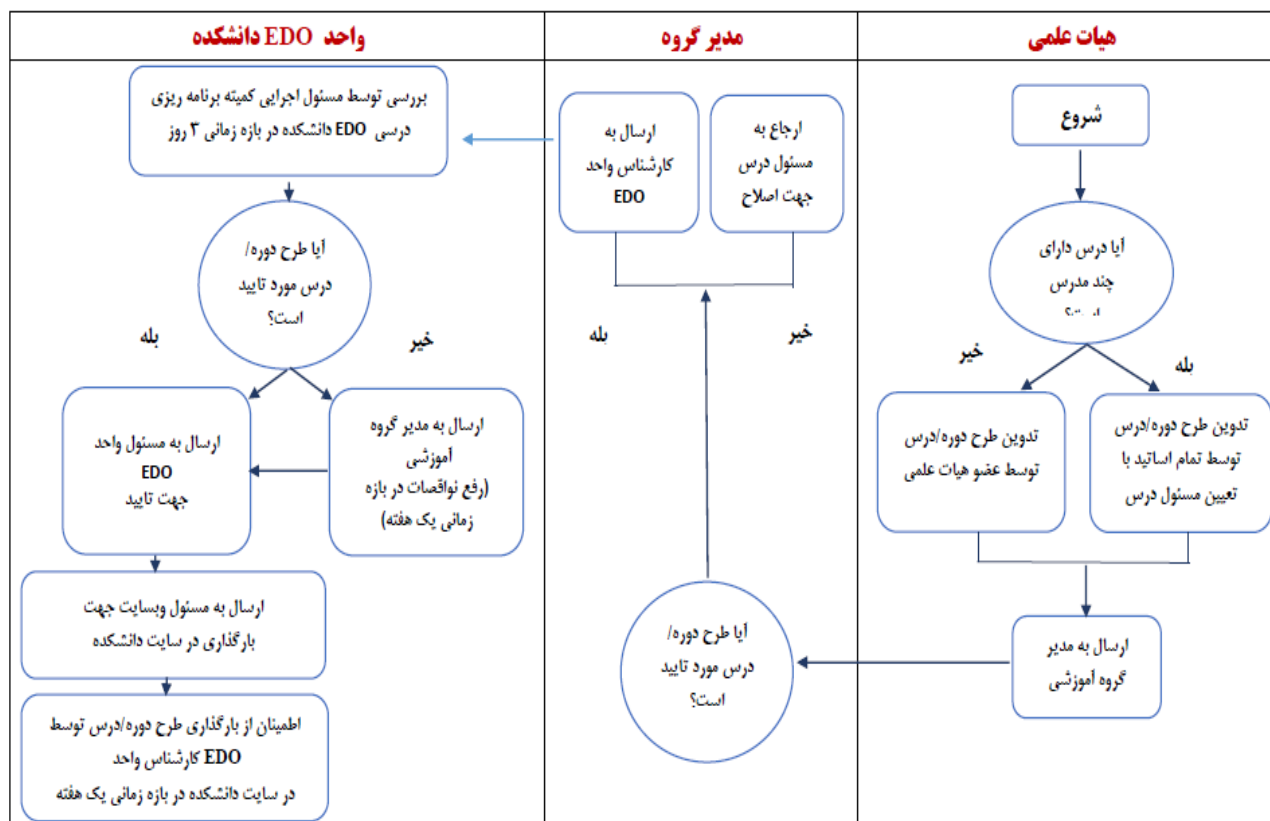 هیات علمی
مدیر گروه
واحد EDO دانشکده
شروع
آیا درس دارای
چند مدرس
است؟
بله
خیر
تدوین طرح دوره/درس
توسط تمام اساتید با
تعیین مسئول درس
تدوین طرح دوره/درس
توسط عضو هیات علمی
ارسال به مدیر
گروه آموزشی
آیا طرح دوره/
درس مورد تایید
است؟
خیر
بله
ارجاع به
مسئول درس
جهت اصلاح
ارسال به
کارشناس واحد
EDO
بررسی توسط مسئول اجرایی کمیته برنامه ریزی
درسی EDO دانشکده در بازه زمانی ۳ روز
آیا طرح دوره/
درس مورد تایید
است؟
خیر
بله
ارسال به مدیر گروه
آموزشی
(رفع نواقصات در بازه
زمانی یک هفته)
ارسال به مسئول واحد
EDO
جهت تایید
ارسال به مسئول وبسایت جهت
بارگذاری در سایت دانشکده
اطمینان از بارگذاری طرح دوره/درس توسط
کارشناس واحد EDO
در سایت دانشکده در بازه زمانی یک هفته